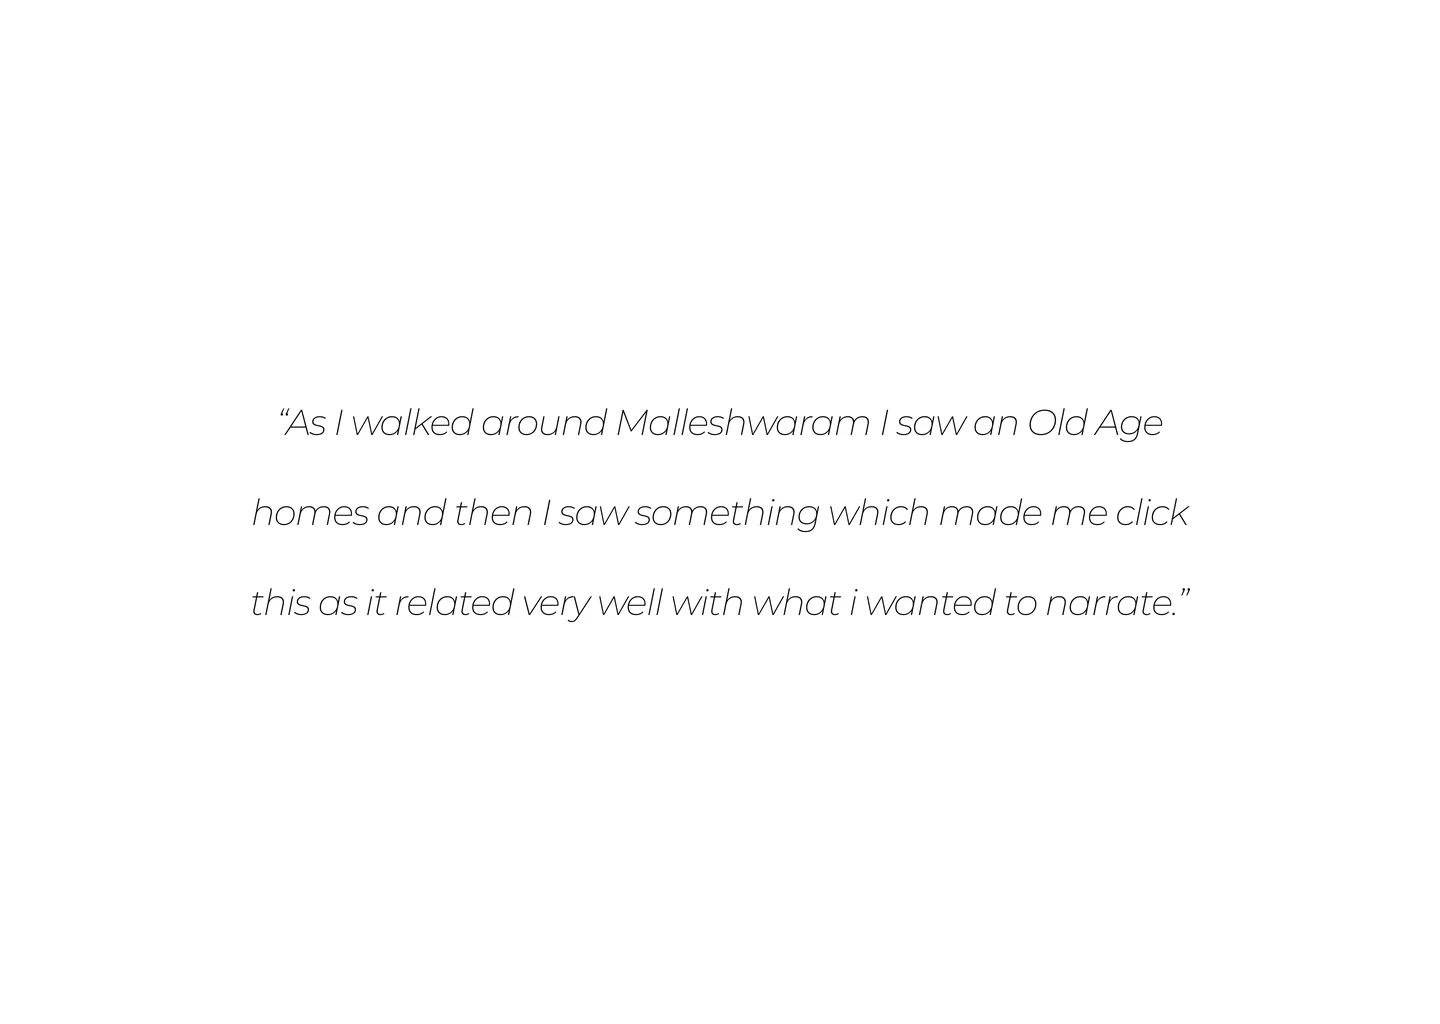 “As I walked around Malleshwaram I saw an Old Age
homes and then I saw something which made me click
this as it related very well with what i wanted to narrate.”